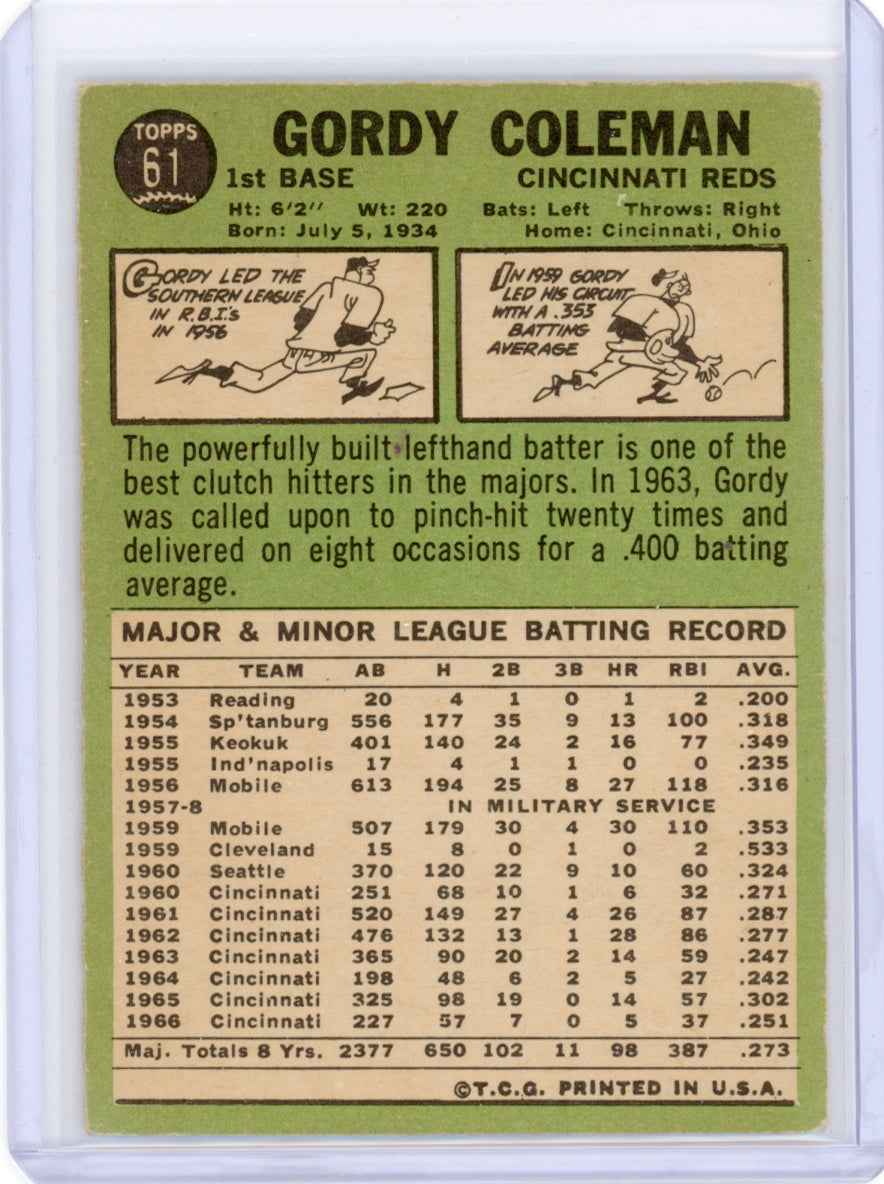 TOPPS
61
GORDY COLEMAN
1st BASE CINCINNATI REDS
Ht: 6'2" Wt: 220 Bats: Left Throws: Right
Born: July 5, 1934 Home: Cincinnati, Ohio
GORDY LED THE
SOUTHERN LEAGUE
IN R.B.I.'s
IN 1956
IN 1959 GORDY
LED HIS CIRCUIT
WITH A .353
BATTING
AVERAGE
The powerfully built lefthand batter is one of the
best clutch hitters in the majors. In 1963, Gordy
was called upon to pinch-hit twenty times and
delivered on eight occasions for a .400 batting
average.
MAJOR & MINOR LEAGUE BATTING RECORD
YEAR TEAM AB H 2B 3B HR RBI AVG.
1953 Reading 20 4 1 0 1 2 .200
1954 Sp'tanburg 556 177 35 9 13 100 .318
1955 Keokuk 401 140 24 2 16 77 .349
1955 Ind'napolis 17 4 1 1 0 0 .235
1956 Mobile 613 194 25 8 27 118 .316
1957-8 IN MILITARY SERVICE
1959 Mobile 507 179 30 4 30 110 .353
1959 Cleveland 15 8 0 1 0 2 .533
1960 Seattle 370 120 22 9 10 60 .324
1960 Cincinnati 251 68 10 1 6 32 .271
1961 Cincinnati 520 149 27 4 26 87 .287
1962 Cincinnati 476 132 13 1 28 86 .277
1963 Cincinnati 365 90 20 2 14 59 .247
1964 Cincinnati 198 48 6 2 5 27 .242
1965 Cincinnati 325 98 19 0 14 57 .302
1966 Cincinnati 227 57 7 0 5 37 .251
Maj. Totals 8 Yrs. 2377 650 102 11 98 387 .273
©T.C.G. PRINTED IN U.S.A.